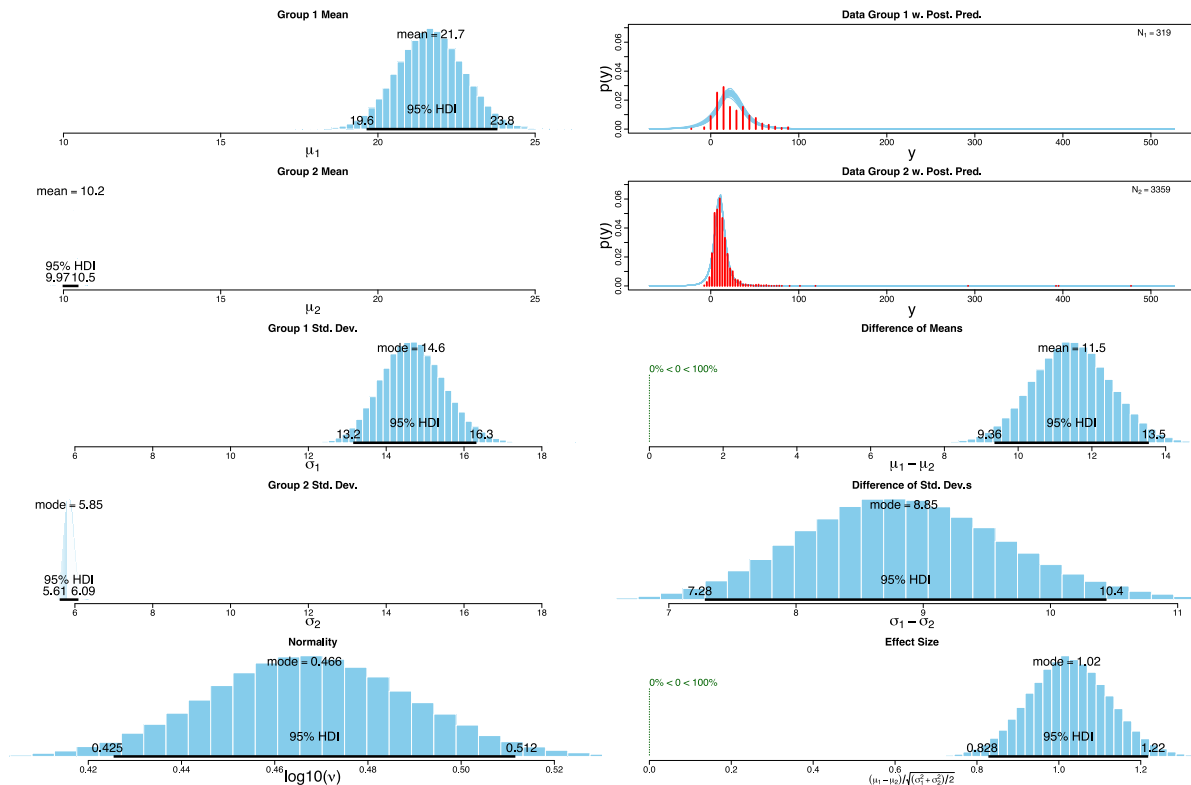 Group 1 Mean
mean = 21.7
95% HDI
19.6 23.8
10 15 20 25
μ₁
Data Group 1 w. Post. Pred.
N₁ = 319
p(y)
0.00 0.02 0.04 0.06
0 100 200 300 400 500
y
Group 2 Mean
mean = 10.2
95% HDI
9.97 10.5
10 15 20 25
μ₂
Data Group 2 w. Post. Pred.
N₂ = 3359
p(y)
0.00 0.02 0.04 0.06
0 100 200 300 400 500
y
Group 1 Std. Dev.
mode = 14.6
95% HDI
13.2 16.3
6 8 10 12 14 16 18
σ₁
Difference of Means
mean = 11.5
0% < 0 < 100%
95% HDI
9.36 13.5
0 2 4 6 8 10 12 14
μ₁ − μ₂
Group 2 Std. Dev.
mode = 5.85
95% HDI
5.61 6.09
6 8 10 12 14 16 18
σ₂
Difference of Std. Dev.s
mode = 8.85
95% HDI
7.28 10.4
7 8 9 10 11
σ₁ − σ₂
Normality
mode = 0.466
95% HDI
0.425 0.512
0.42 0.44 0.46 0.48 0.50 0.52
log10(ν)
Effect Size
mode = 1.02
0% < 0 < 100%
95% HDI
0.828 1.22
0.0 0.2 0.4 0.6 0.8 1.0 1.2
(μ₁ − μ₂)/√(σ₁² + σ₂²)/2